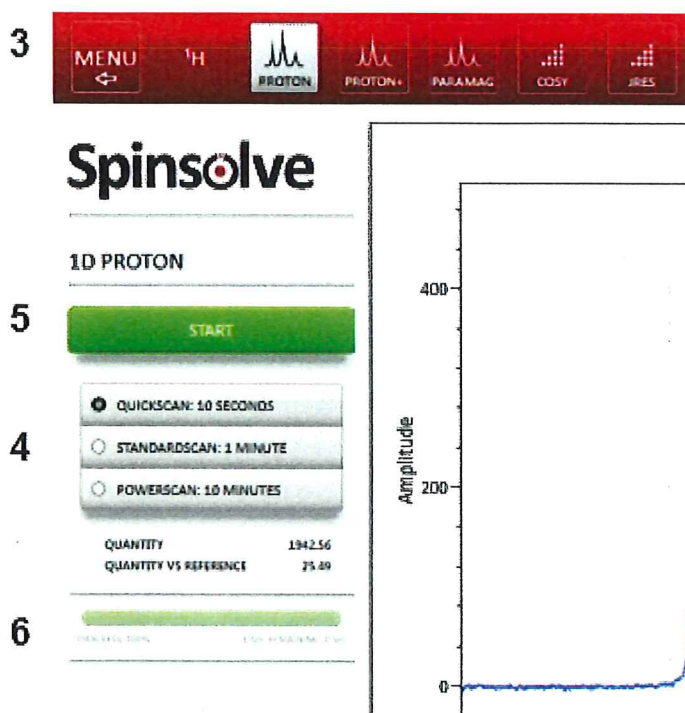 3
MENU
¹H
PROTON
PROTON+
PARAMAG
COSY
JRES
Spinsolve
1D PROTON
5
START
QUICKSCAN: 10 SECONDS
4
STANDARDSCAN: 1 MINUTE
POWERSCAN: 10 MINUTES
QUANTITY 1942.56
QUANTITY VS REFERENCE 25.49
6
400
Amplitude
200
0